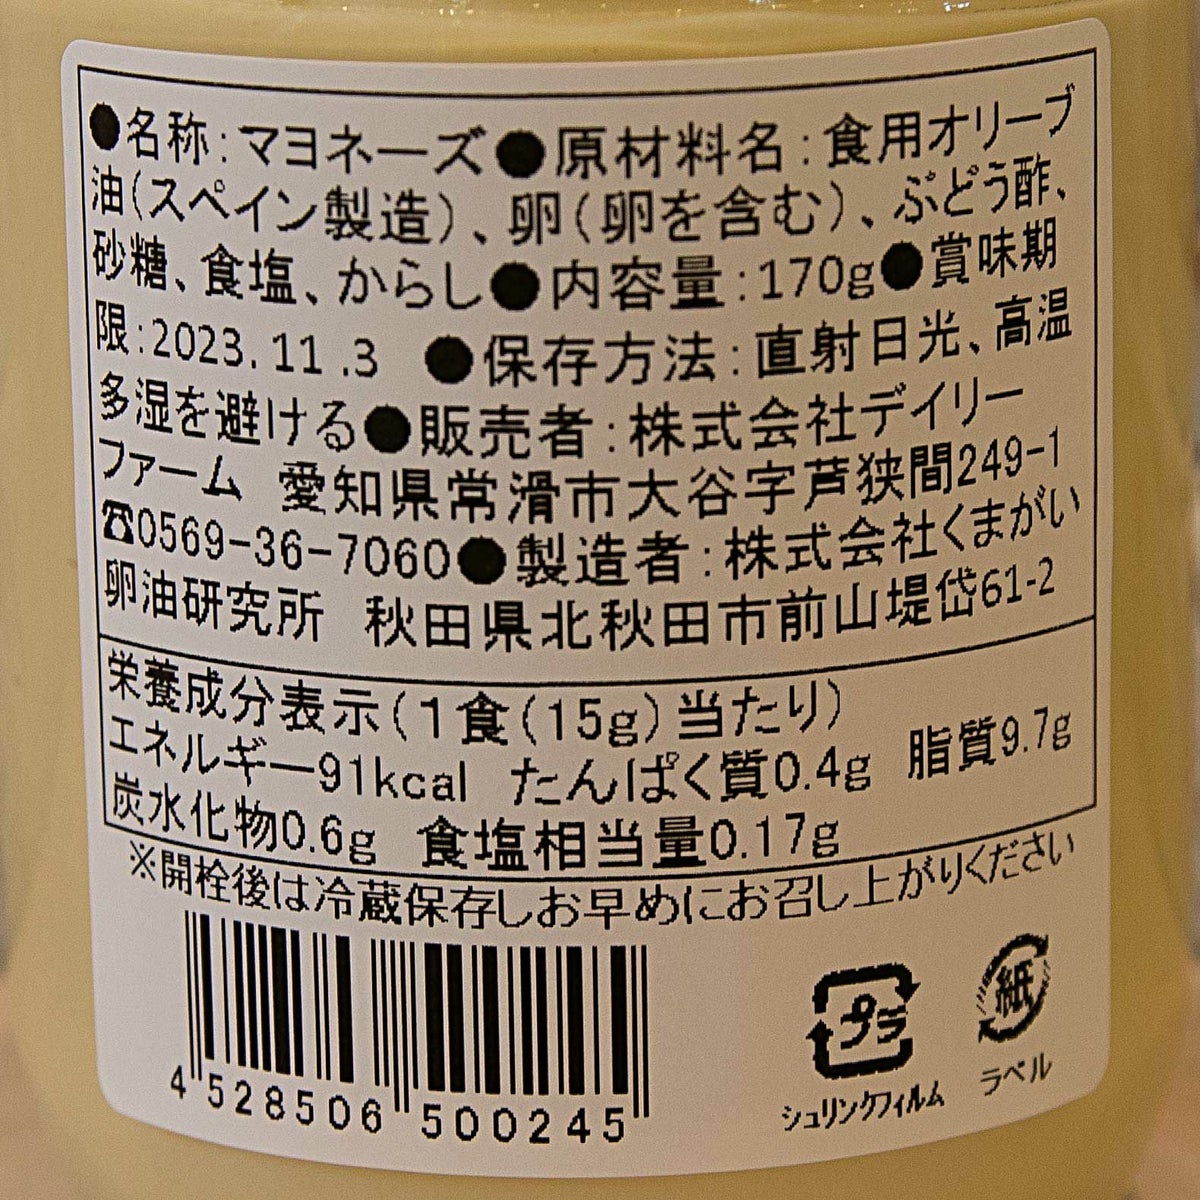 ●名称：マヨネーズ●原材料名：食用オリーブ
油（スペイン製造）、卵（卵を含む）、ぶどう酢、
砂糖、食塩、からし●内容量：170g●賞味期
限：2023.11.3 ●保存方法：直射日光、高温
多湿を避ける●販売者：株式会社デイリー
ファーム 愛知県常滑市大谷字芦狭間249-1
☎0569-36-7060●製造者：株式会社くまがい
卵油研究所 秋田県北秋田市前山堤岱61-2
栄養成分表示（1食（15g）当たり）
エネルギー91kcal たんぱく質0.4g 脂質9.7g
炭水化物0.6g 食塩相当量0.17g
※開栓後は冷蔵保存しお早めにお召し上がりください
4 528506 500245
プラ
シュリンクフィルム
紙
ラベル